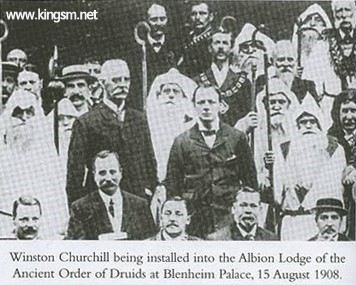 www.kingsm.net
Winston Churchill being installed into the Albion Lodge of the
Ancient Order of Druids at Blenheim Palace, 15 August 1908.